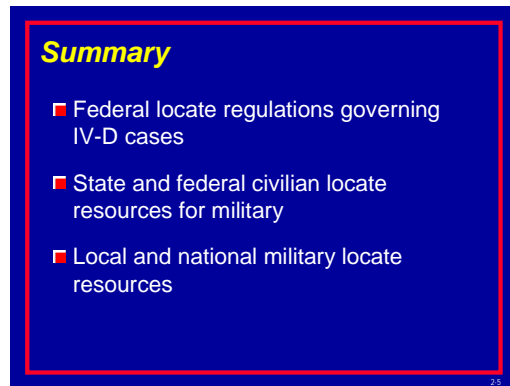 Summary
Federal locate regulations governing
IV-D cases
State and federal civilian locate
resources for military
Local and national military locate
resources
2-5